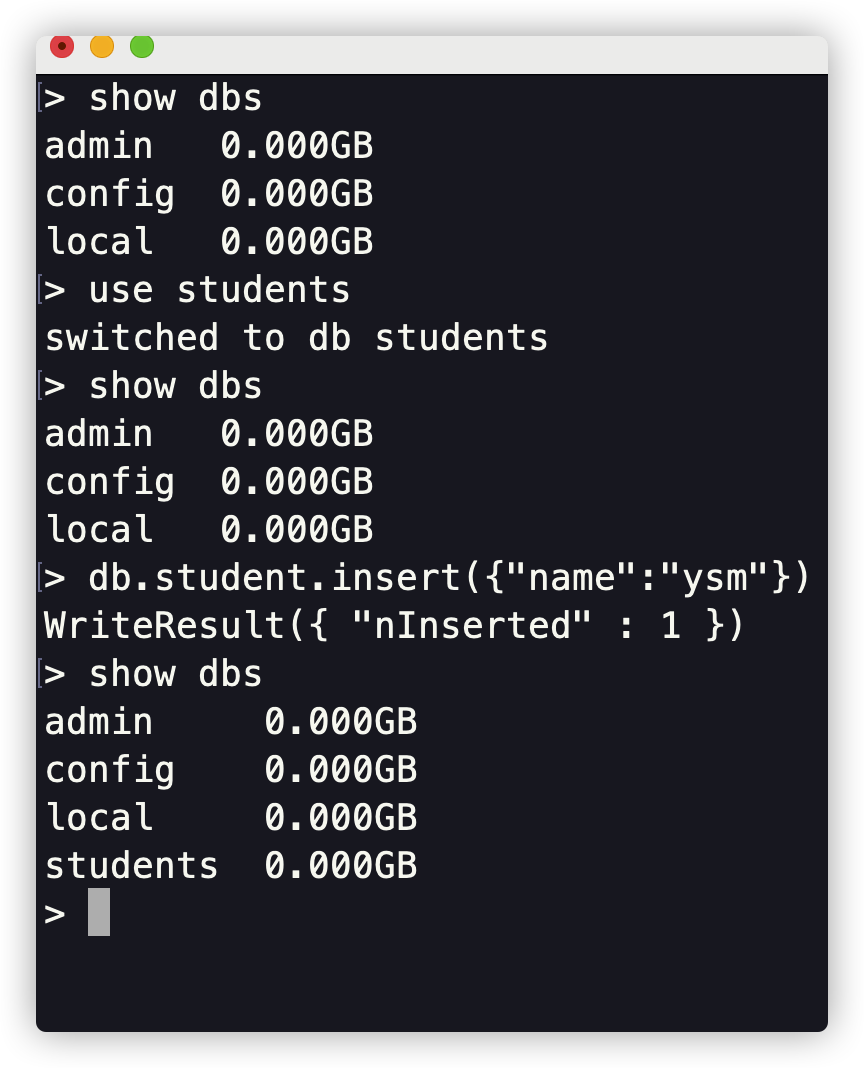 > show dbs
admin   0.000GB
config  0.000GB
local   0.000GB
> use students
switched to db students
> show dbs
admin   0.000GB
config  0.000GB
local   0.000GB
> db.student.insert({"name":"ysm"})
WriteResult({ "nInserted" : 1 })
> show dbs
admin     0.000GB
config    0.000GB
local     0.000GB
students  0.000GB
>